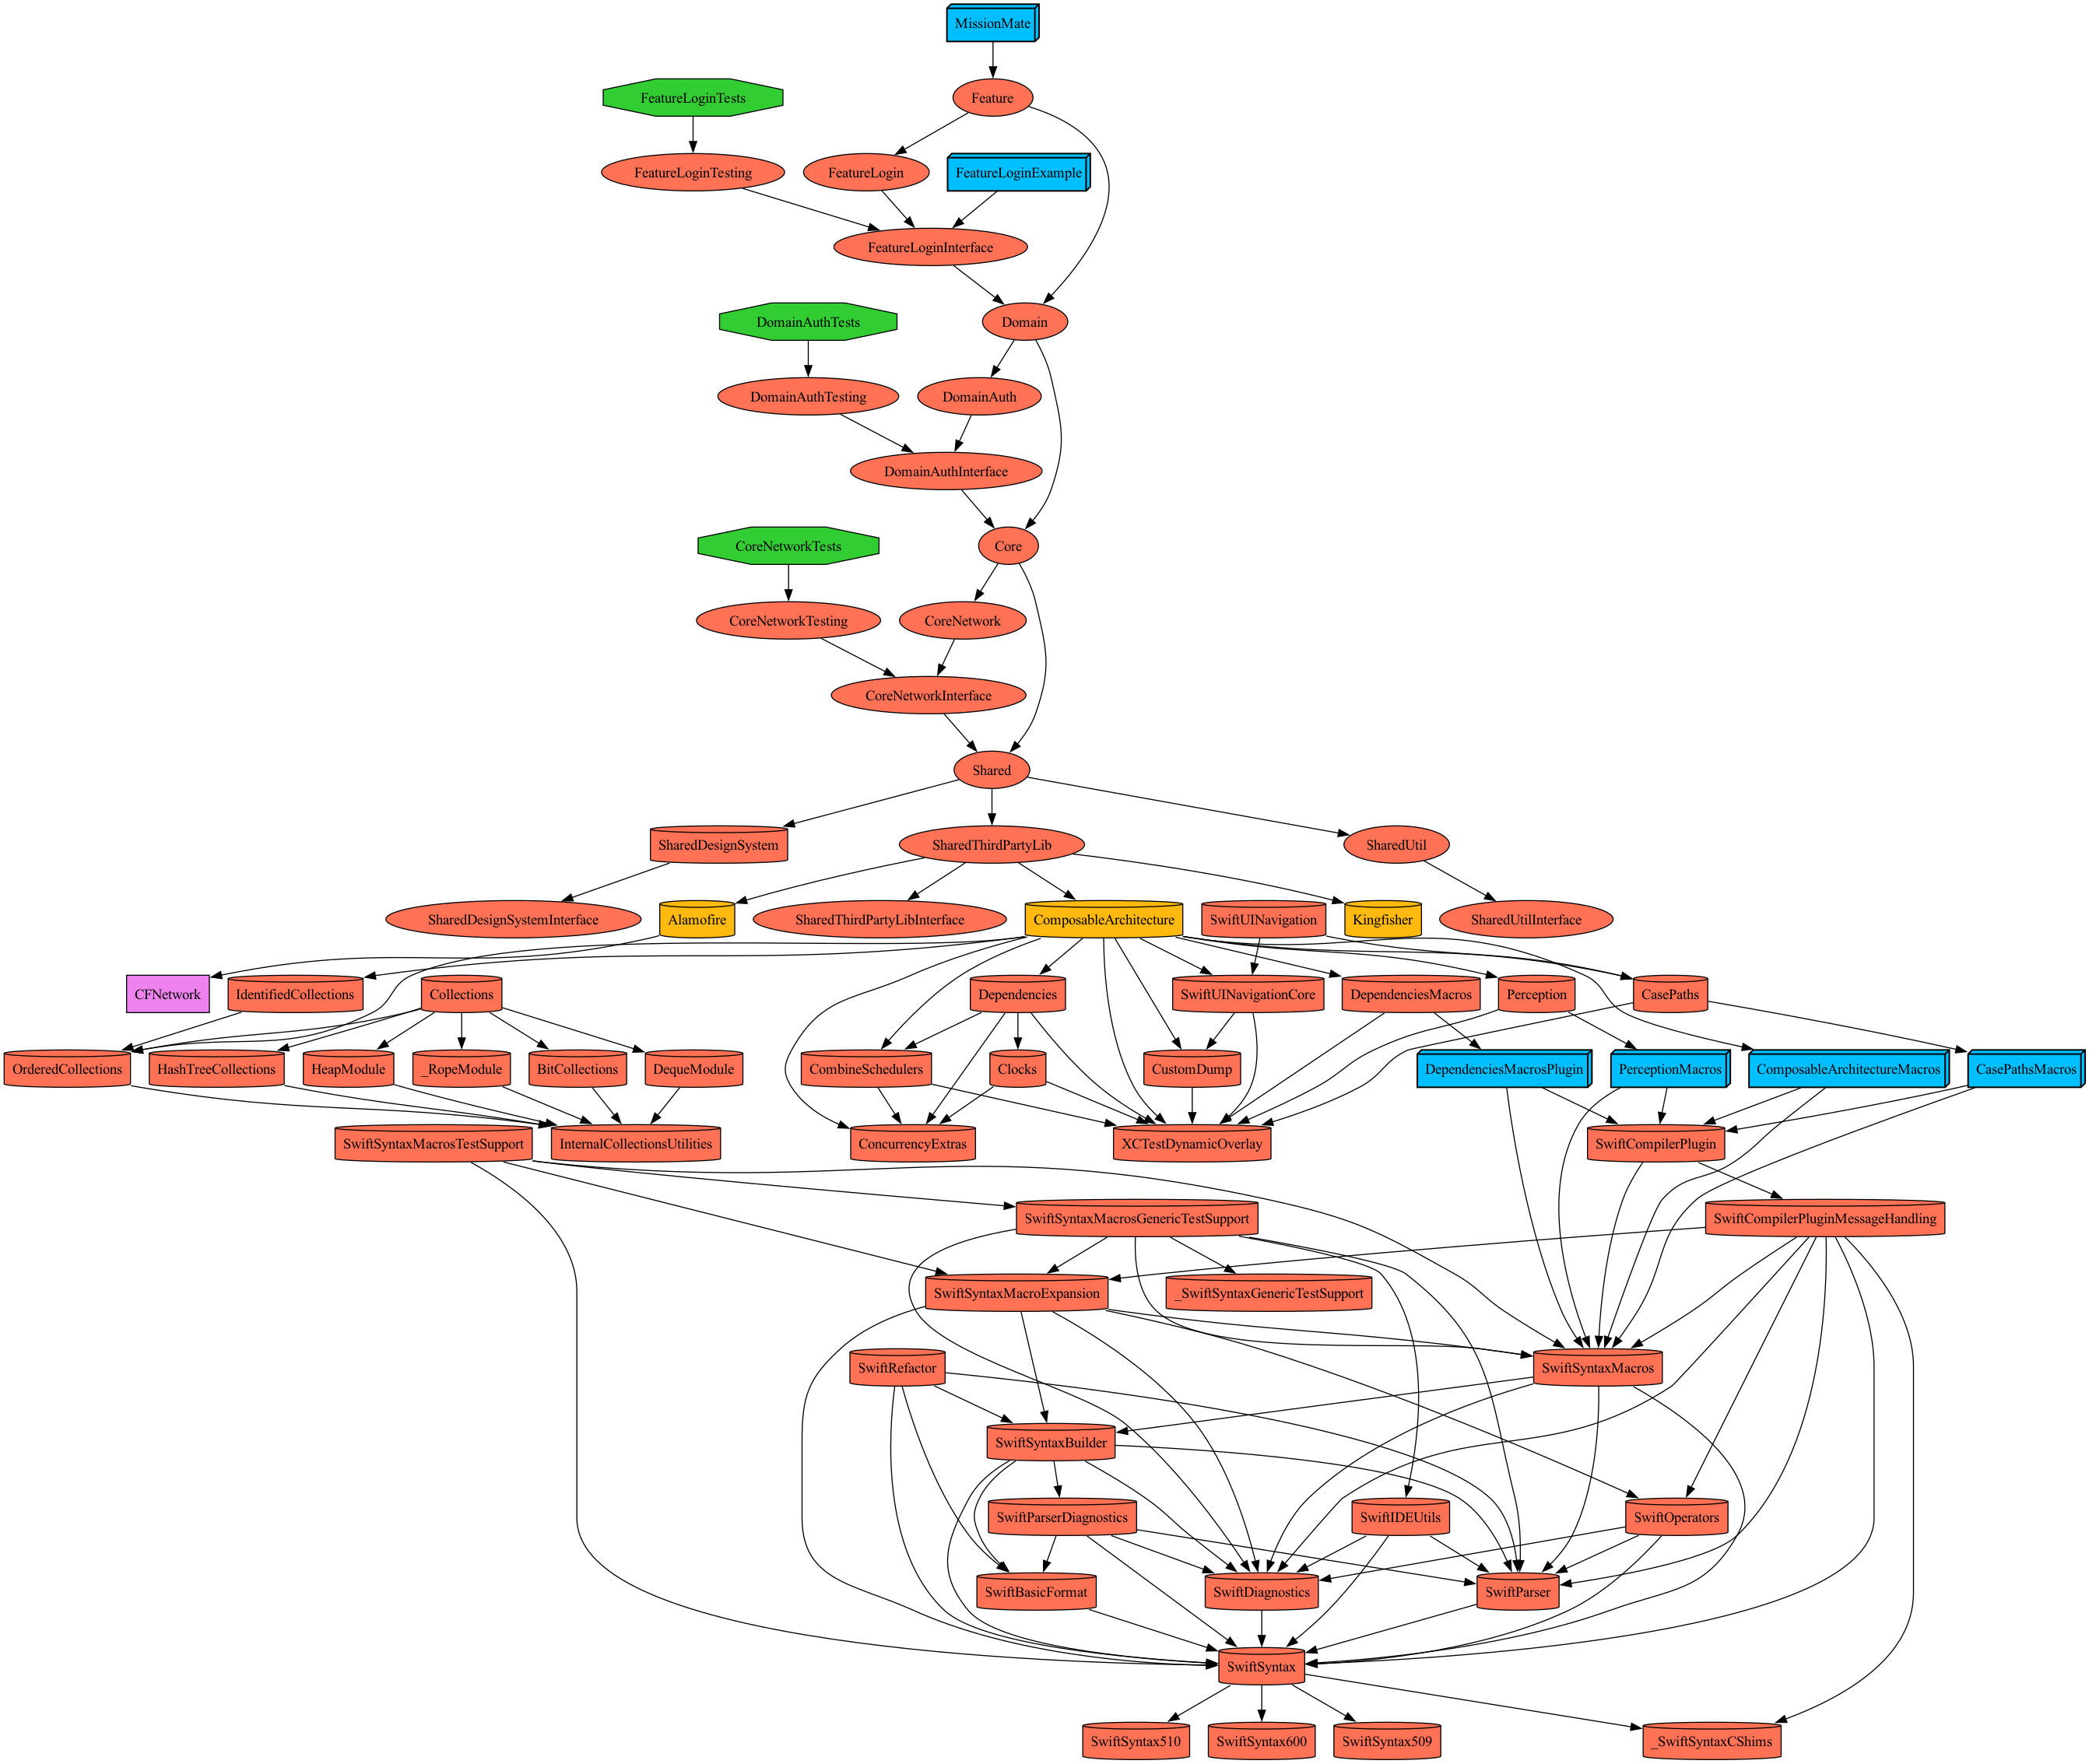 MissionMate
FeatureLoginTests
Feature
FeatureLoginTesting
FeatureLogin
FeatureLoginExample
FeatureLoginInterface
DomainAuthTests
Domain
DomainAuthTesting
DomainAuth
DomainAuthInterface
CoreNetworkTests
Core
CoreNetworkTesting
CoreNetwork
CoreNetworkInterface
Shared
SharedDesignSystem
SharedThirdPartyLib
SharedUtil
SharedDesignSystemInterface
Alamofire
SharedThirdPartyLibInterface
ComposableArchitecture
SwiftUINavigation
Kingfisher
SharedUtilInterface
CFNetwork
IdentifiedCollections
Collections
Dependencies
SwiftUINavigationCore
DependenciesMacros
Perception
CasePaths
OrderedCollections
HashTreeCollections
HeapModule
_RopeModule
BitCollections
DequeModule
CombineSchedulers
Clocks
CustomDump
DependenciesMacrosPlugin
PerceptionMacros
ComposableArchitectureMacros
CasePathsMacros
SwiftSyntaxMacrosTestSupport
InternalCollectionsUtilities
ConcurrencyExtras
XCTestDynamicOverlay
SwiftCompilerPlugin
SwiftSyntaxMacrosGenericTestSupport
SwiftCompilerPluginMessageHandling
SwiftSyntaxMacroExpansion
_SwiftSyntaxGenericTestSupport
SwiftRefactor
SwiftSyntaxMacros
SwiftSyntaxBuilder
SwiftParserDiagnostics
SwiftIDEUtils
SwiftOperators
SwiftBasicFormat
SwiftDiagnostics
SwiftParser
SwiftSyntax
SwiftSyntax510
SwiftSyntax600
SwiftSyntax509
_SwiftSyntaxCShims